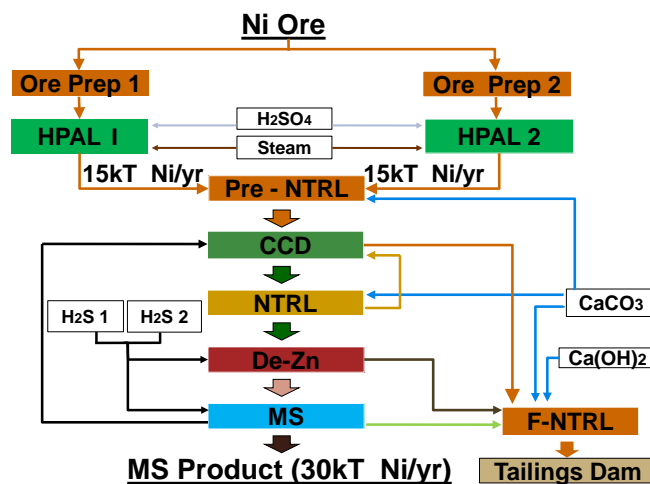 Ni Ore
Ore Prep 1
Ore Prep 2
H2SO4
HPAL I
HPAL 2
Steam
15kT Ni/yr
15kT Ni/yr
Pre - NTRL
CCD
H2S 1
H2S 2
NTRL
CaCO3
De-Zn
Ca(OH)2
MS
F-NTRL
MS Product (30kT Ni/yr)
Tailings Dam